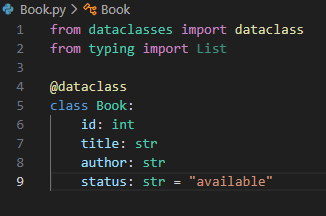 Book.py > Book
1 from dataclasses import dataclass
2 from typing import List
3
4 @dataclass
5 class Book:
6     id: int
7     title: str
8     author: str
9     status: str = "available"